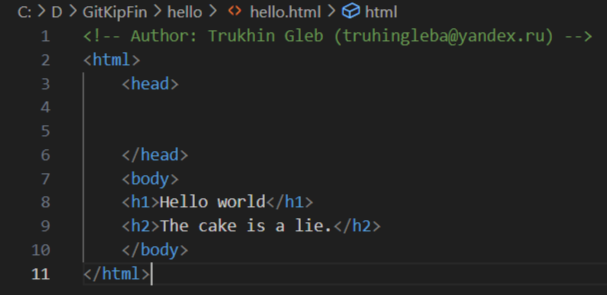 C: > D > GitKipFin > hello > <> hello.html > html
1 <!-- Author: Trukhin Gleb (truhingleba@yandex.ru) -->
2 <html>
3 <head>
4
5
6 </head>
7 <body>
8 <h1>Hello world</h1>
9 <h2>The cake is a lie.</h2>
10 </body>
11 </html>